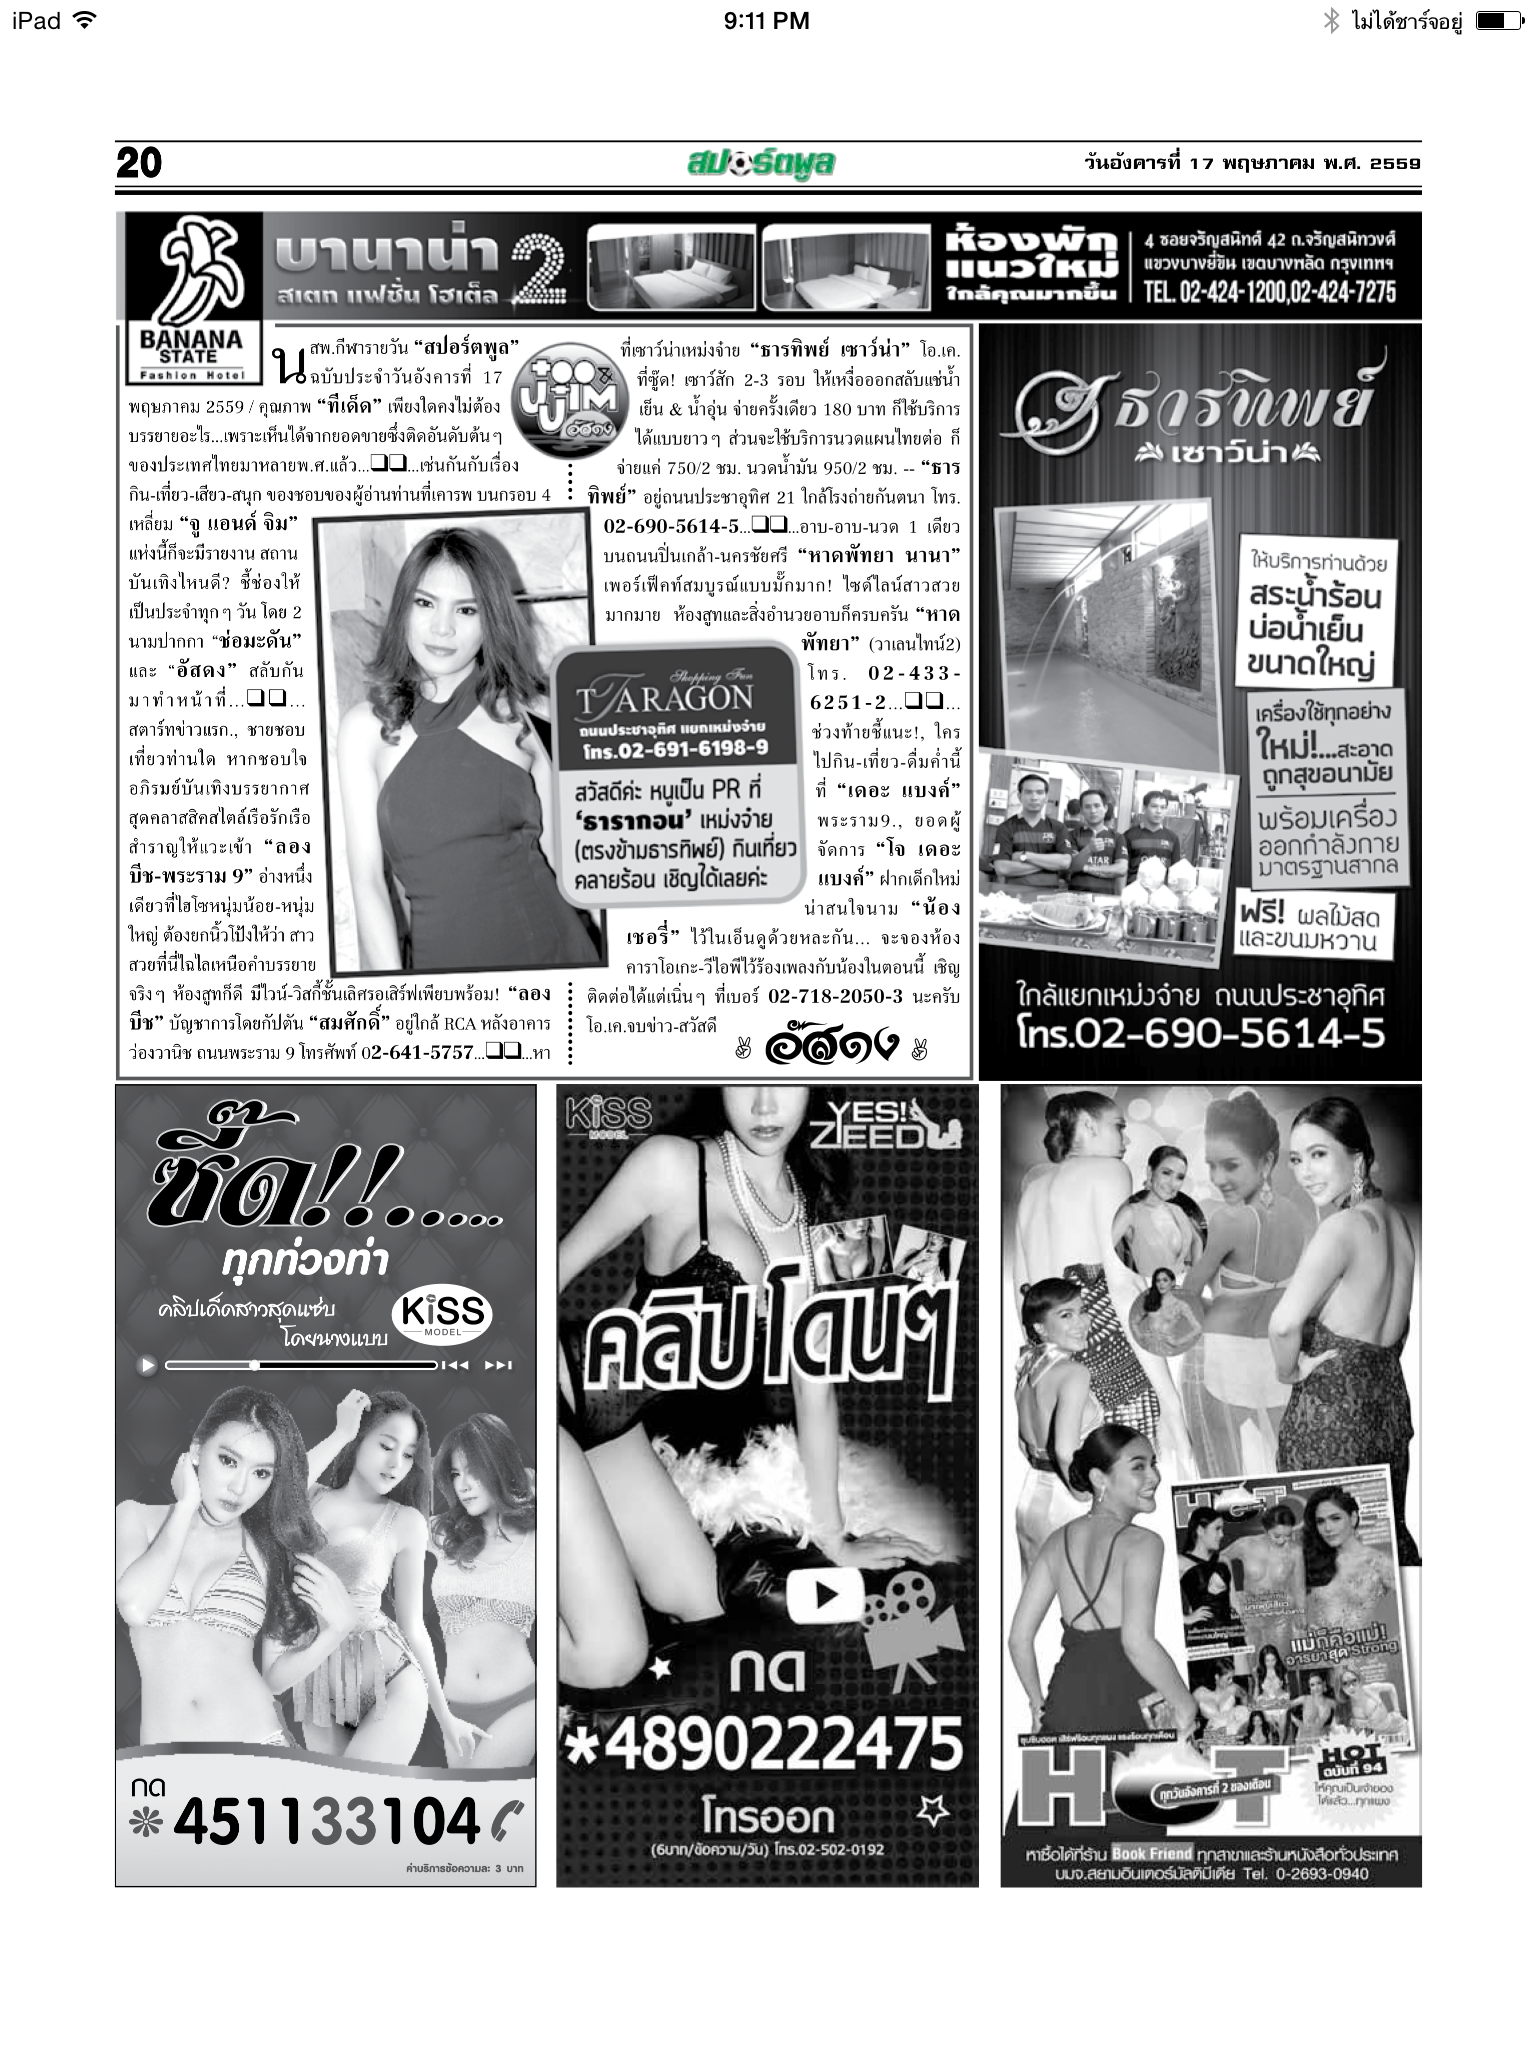 iPad
9:11 PM
ไม่ได้ชาร์จอยู่
20
สปอร์ตพูล
วันอังคารที่ 17 พฤษภาคม พ.ศ. 2559
BANANA
STATE
Fashion Hotel
บานาน่า 2
สเตท แฟชั่น โฮเต็ล
ห้องพัก
แนวใหม่
ใกล้คุณมากขึ้น
4 ซอยจรัญสนิทศ์ 42 ถ.จรัญสนิทวงศ์
แขวงบางยี่ขัน เขตบางพลัด กรุงเทพฯ
TEL. 02-424-1200,02-424-7275
นสพ.กีฬารายวัน “สปอร์ตพูล”
ฉบับประจำวันอังคารที่ 17
พฤษภาคม 2559 / คุณภาพ “ทีเด็ด” เพียงใดคงไม่ต้อง
บรรยายอะไร...เพราะเห็นได้จากยอดขายซึ่งติดอันดับต้นๆ
ของประเทศไทยมาหลายพ.ศ.แล้ว...❑❑...เช่นกันกับเรื่อง
กิน-เที่ยว-เสียว-สนุก ของชอบของผู้อ่านท่านที่เคารพ บนกรอบ 4
เหลี่ยม “จู แอนด์ จิม”
แห่งนี้ก็จะมีรายงาน สถาน
บันเทิงไหนดี? ชี้ช่องให้
เป็นประจำทุกๆ วัน โดย 2
นามปากกา “ช่อมะดัน”
และ “อัสดง” สลับกัน
มาทำหน้าที่...❑❑...
สตาร์ทข่าวแรก., ชายชอบ
เที่ยวท่านใด หากชอบใจ
อภิรมย์บันเทิงบรรยากาศ
สุดคลาสสิคสไตล์เรือรักเรือ
สำราญให้แวะเข้า “ลอง
บีช-พระราม 9” อ่างหนึ่ง
เดียวที่ไฮโซหนุ่มน้อย-หนุ่ม
ใหญ่ ต้องยกนิ้วโป้งให้ว่า สาว
สวยที่นี่ไฉไลเหนือคำบรรยาย
จริงๆ ห้องสูทก็ดี มีไวน์-วิสกี้ชั้นเลิศรอเสิร์ฟเพียบพร้อม! “ลอง
บีช” บัญชาการโดยกัปตัน “สมศักดิ์” อยู่ใกล้ RCA หลังอาคาร
ว่องวานิช ถนนพระราม 9 โทรศัพท์ 02-641-5757...❑❑...หา
อัสดง
ที่เซาว์น่าเหม่งจ๋าย “ธารทิพย์ เซาว์น่า” โอ.เค.
ที่ซู๊ด! เซาว์สัก 2-3 รอบ ให้เหงื่อออกสลับแช่น้ำ
เย็น & น้ำอุ่น จ่ายครั้งเดียว 180 บาท ก็ใช้บริการ
ได้แบบยาวๆ ส่วนจะใช้บริการนวดแผนไทยต่อ ก็
จ่ายแค่ 750/2 ชม. นวดน้ำมัน 950/2 ชม. -- “ธาร
ทิพย์” อยู่ถนนประชาอุทิศ 21 ใกล้โรงถ่ายกันตนา โทร.
02-690-5614-5...❑❑...อาบ-อาบ-นวด 1 เดียว
บนถนนปิ่นเกล้า-นครชัยศรี “หาดพัทยา นานา”
เพอร์เฟ็คท์สมบูรณ์แบบมั๊กมาก! ไซด์ไลน์สาวสวย
มากมาย ห้องสูทและสิ่งอำนวยอาบก็ครบครัน “หาด
พัทยา” (วาเลนไทน์2)
โทร. 02-433-
6251-2...❑❑...
ช่วงท้ายชี้แนะ!, ใคร
ไปกิน-เที่ยว-ดื่มค่ำนี้
ที่ “เดอะ แบงค์”
พระราม9., ยอดผู้
จัดการ “โจ เดอะ
แบงค์” ฝากเด็กใหม่
น่าสนใจนาม “น้อง
เชอรี่” ไว้ในเอ็นดูด้วยหละกัน... จะจองห้อง
คาราโอเกะ-วีไอพีไว้ร้องเพลงกับน้องในตอนนี้ เชิญ
ติดต่อได้แต่เนิ่นๆ ที่เบอร์ 02-718-2050-3 นะครับ
โอ.เค.จบข่าว-สวัสดี
อัสดง
Shopping Fun
TARAGON
ถนนประชาอุทิศ แยกเหม่งจ๋าย
โทร.02-691-6198-9
สวัสดีค่ะ หนูเป็น PR ที่
‘ธารากอน’ เหม่งจ๋าย
(ตรงข้ามธารทิพย์) กินเที่ยว
คลายร้อน เชิญได้เลยค่ะ
ธารทิพย์
เซาว์น่า
ให้บริการท่านด้วย
สระน้ำร้อน
บ่อน้ำเย็น
ขนาดใหญ่
เครื่องใช้ทุกอย่าง
ใหม่!...สะอาด
ถูกสุขอนามัย
พร้อมเครื่อง
ออกกำลังกาย
มาตรฐานสากล
ฟรี! ผลไม้สด
และขนมหวาน
ใกล้แยกเหม่งจ๋าย ถนนประชาอุทิศ
โทร.02-690-5614-5
ซี๊ด!!.....
ทุกท่วงท่า
คลิปเด็ดสาวสุดแซ่บ
โดยนางแบบ
KiSS
MODEL
กด
*451133104
ค่าบริการข้อความละ 3 บาท
KiSS
MODEL
YES!
ZEED
คลิปโดนๆ
กด
*4890222475
โทรออก
(6บาท/ข้อความ/วัน) โทร.02-502-0192
แม่ก็คือแม่!
อารยาสุด Strong
HOT
ทุกวันอังคารที่ 2 ของเดือน
HOT
ฉบับที่ 94
ให้คุณเป็นเจ้าของ
ได้แล้ว...ทุกแผง
หาซื้อได้ที่ร้าน Book Friend ทุกสาขาและร้านหนังสือทั่วประเทศ
บมจ.สยามอินเตอร์มัลติมีเดีย Tel. 0-2693-0940